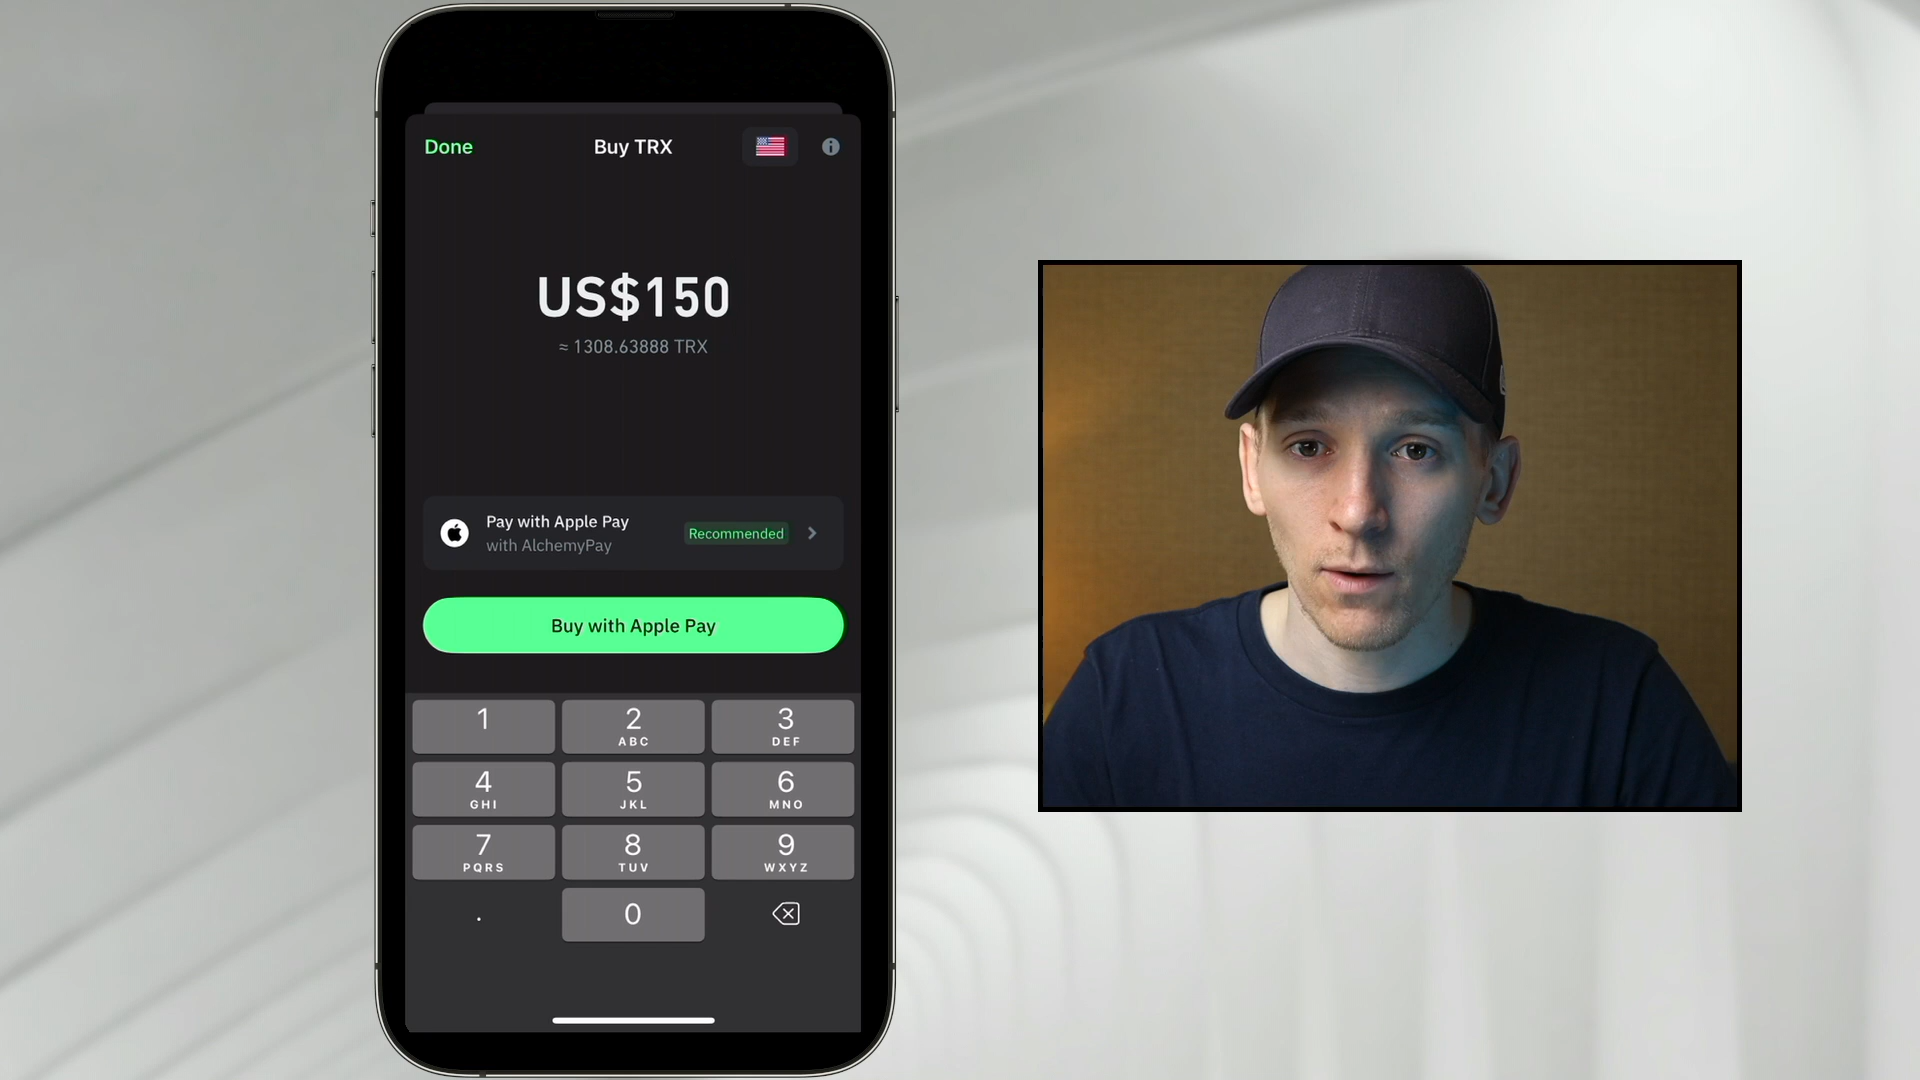 Done
Buy TRX
US$150
≈ 1308.63888 TRX
Pay with Apple Pay
with AlchemyPay
Recommended
Buy with Apple Pay
1
2
ABC
3
DEF
4
GHI
5
JKL
6
MNO
7
PQRS
8
TUV
9
WXYZ
.
0